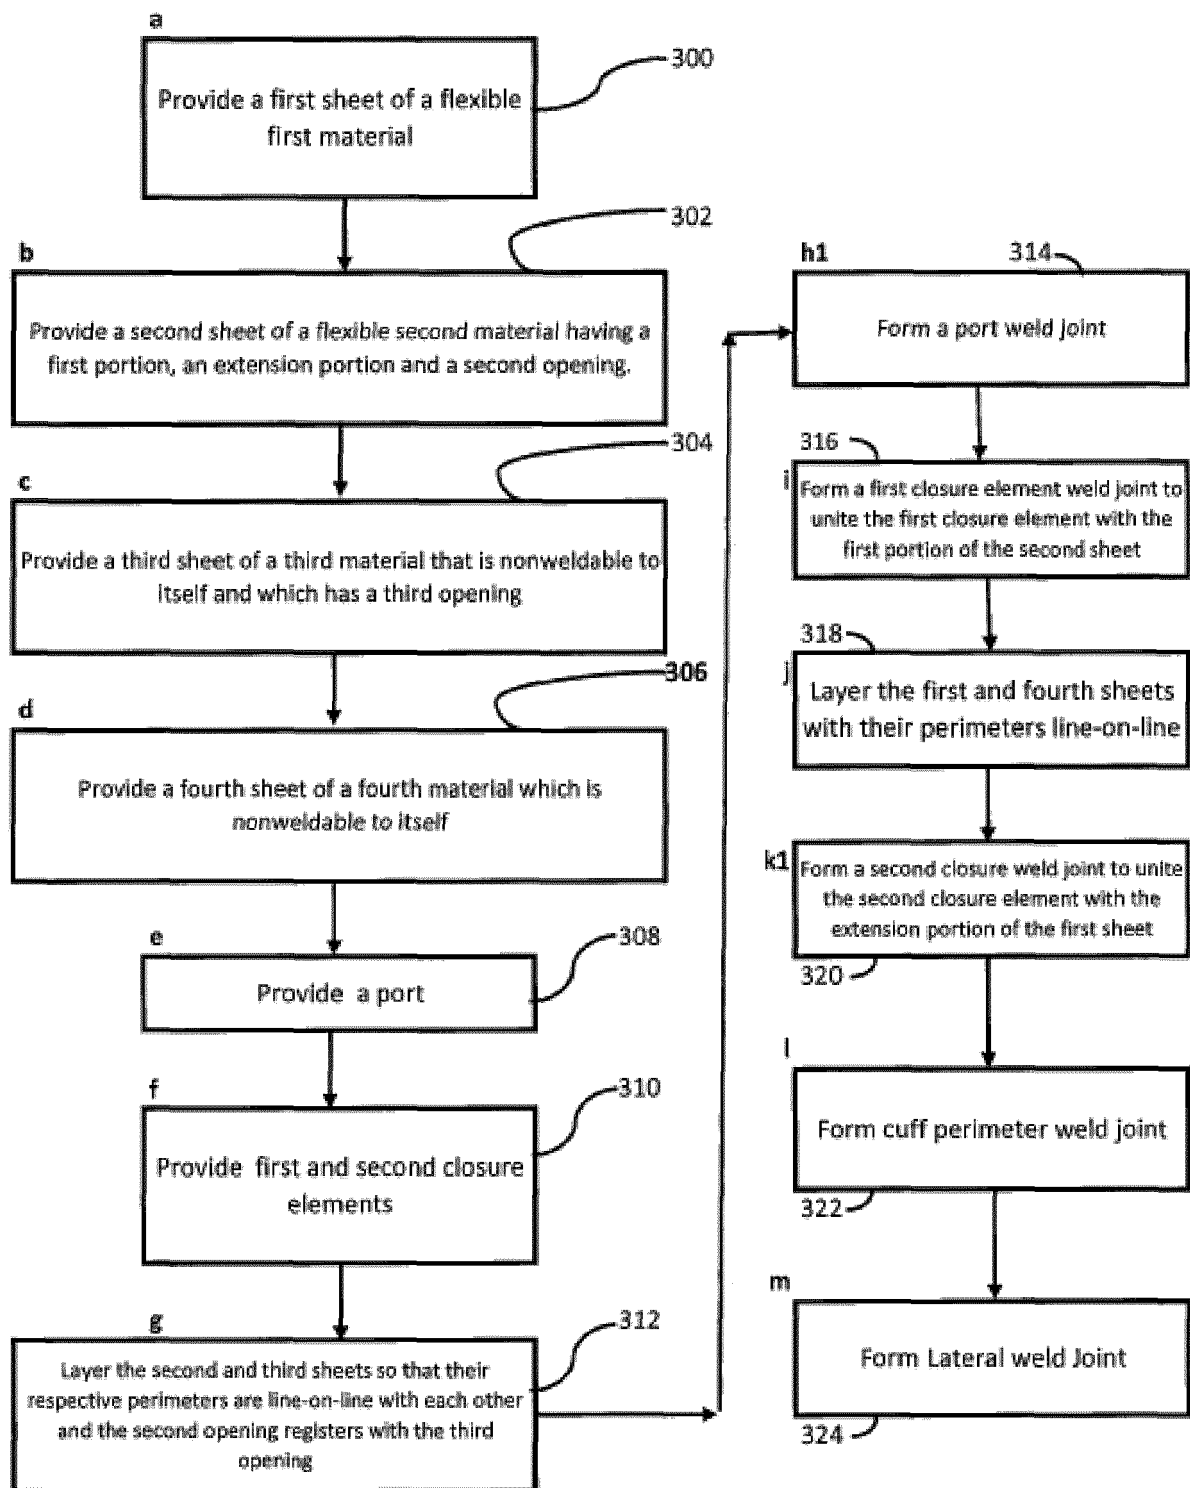 a
300
Provide a first sheet of a flexible
first material
302
b
Provide a second sheet of a flexible second material having a
first portion, an extension portion and a second opening.
304
c
Provide a third sheet of a third material that is nonweldable to
itself and which has a third opening
306
d
Provide a fourth sheet of a fourth material which is
nonweldable to itself
e
308
Provide a port
f
310
Provide first and second closure
elements
g
312
Layer the second and third sheets so that their
respective perimeters are line-on-line with each other
and the second opening registers with the third
opening
h1
314
Form a port weld joint
316
i
Form a first closure element weld joint to
unite the first closure element with the
first portion of the second sheet
318
j
Layer the first and fourth sheets
with their perimeters line-on-line
k1
Form a second closure weld joint to unite
the second closure element with the
extension portion of the first sheet
320
l
Form cuff perimeter weld joint
322
m
Form Lateral weld Joint
324